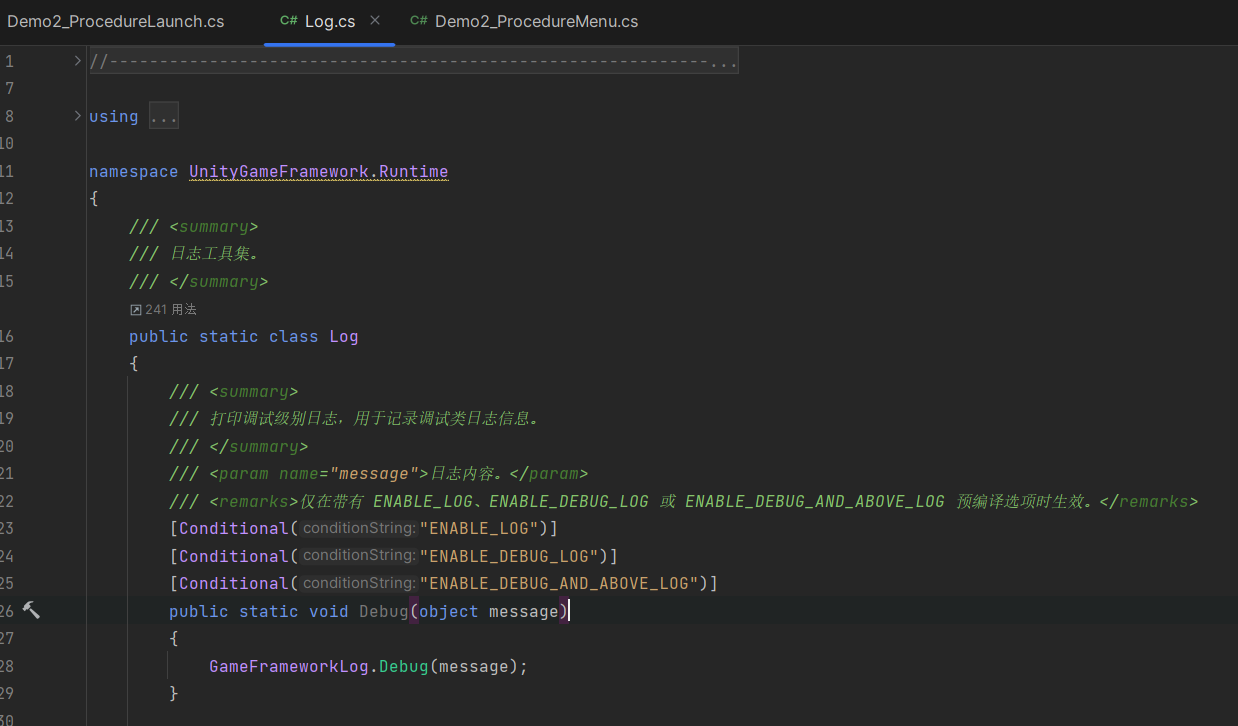 Demo2_ProcedureLaunch.cs C# Log.cs × C# Demo2_ProcedureMenu.cs
1 > //------------------------------------------------------------...
7
8 > using ...
10
11 namespace UnityGameFramework.Runtime
12 {
13 /// <summary>
14 /// 日志工具集。
15 /// </summary>
241 用法
16 public static class Log
17 {
18 /// <summary>
19 /// 打印调试级别日志，用于记录调试类日志信息。
20 /// </summary>
21 /// <param name="message">日志内容。</param>
22 /// <remarks>仅在带有 ENABLE_LOG、ENABLE_DEBUG_LOG 或 ENABLE_DEBUG_AND_ABOVE_LOG 预编译选项时生效。</remarks>
23 [Conditional(conditionString:"ENABLE_LOG")]
24 [Conditional(conditionString:"ENABLE_DEBUG_LOG")]
25 [Conditional(conditionString:"ENABLE_DEBUG_AND_ABOVE_LOG")]
26 public static void Debug(object message)
27 {
28 GameFrameworkLog.Debug(message);
29 }
30